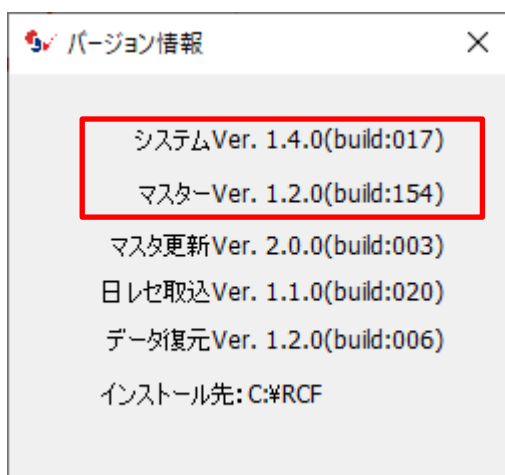 バージョン情報
システムVer. 1.4.0(build:017)
マスターVer. 1.2.0(build:154)
マスタ更新Ver. 2.0.0(build:003)
日レセ取込Ver. 1.1.0(build:020)
データ復元Ver. 1.2.0(build:006)
インストール先: C:¥RCF